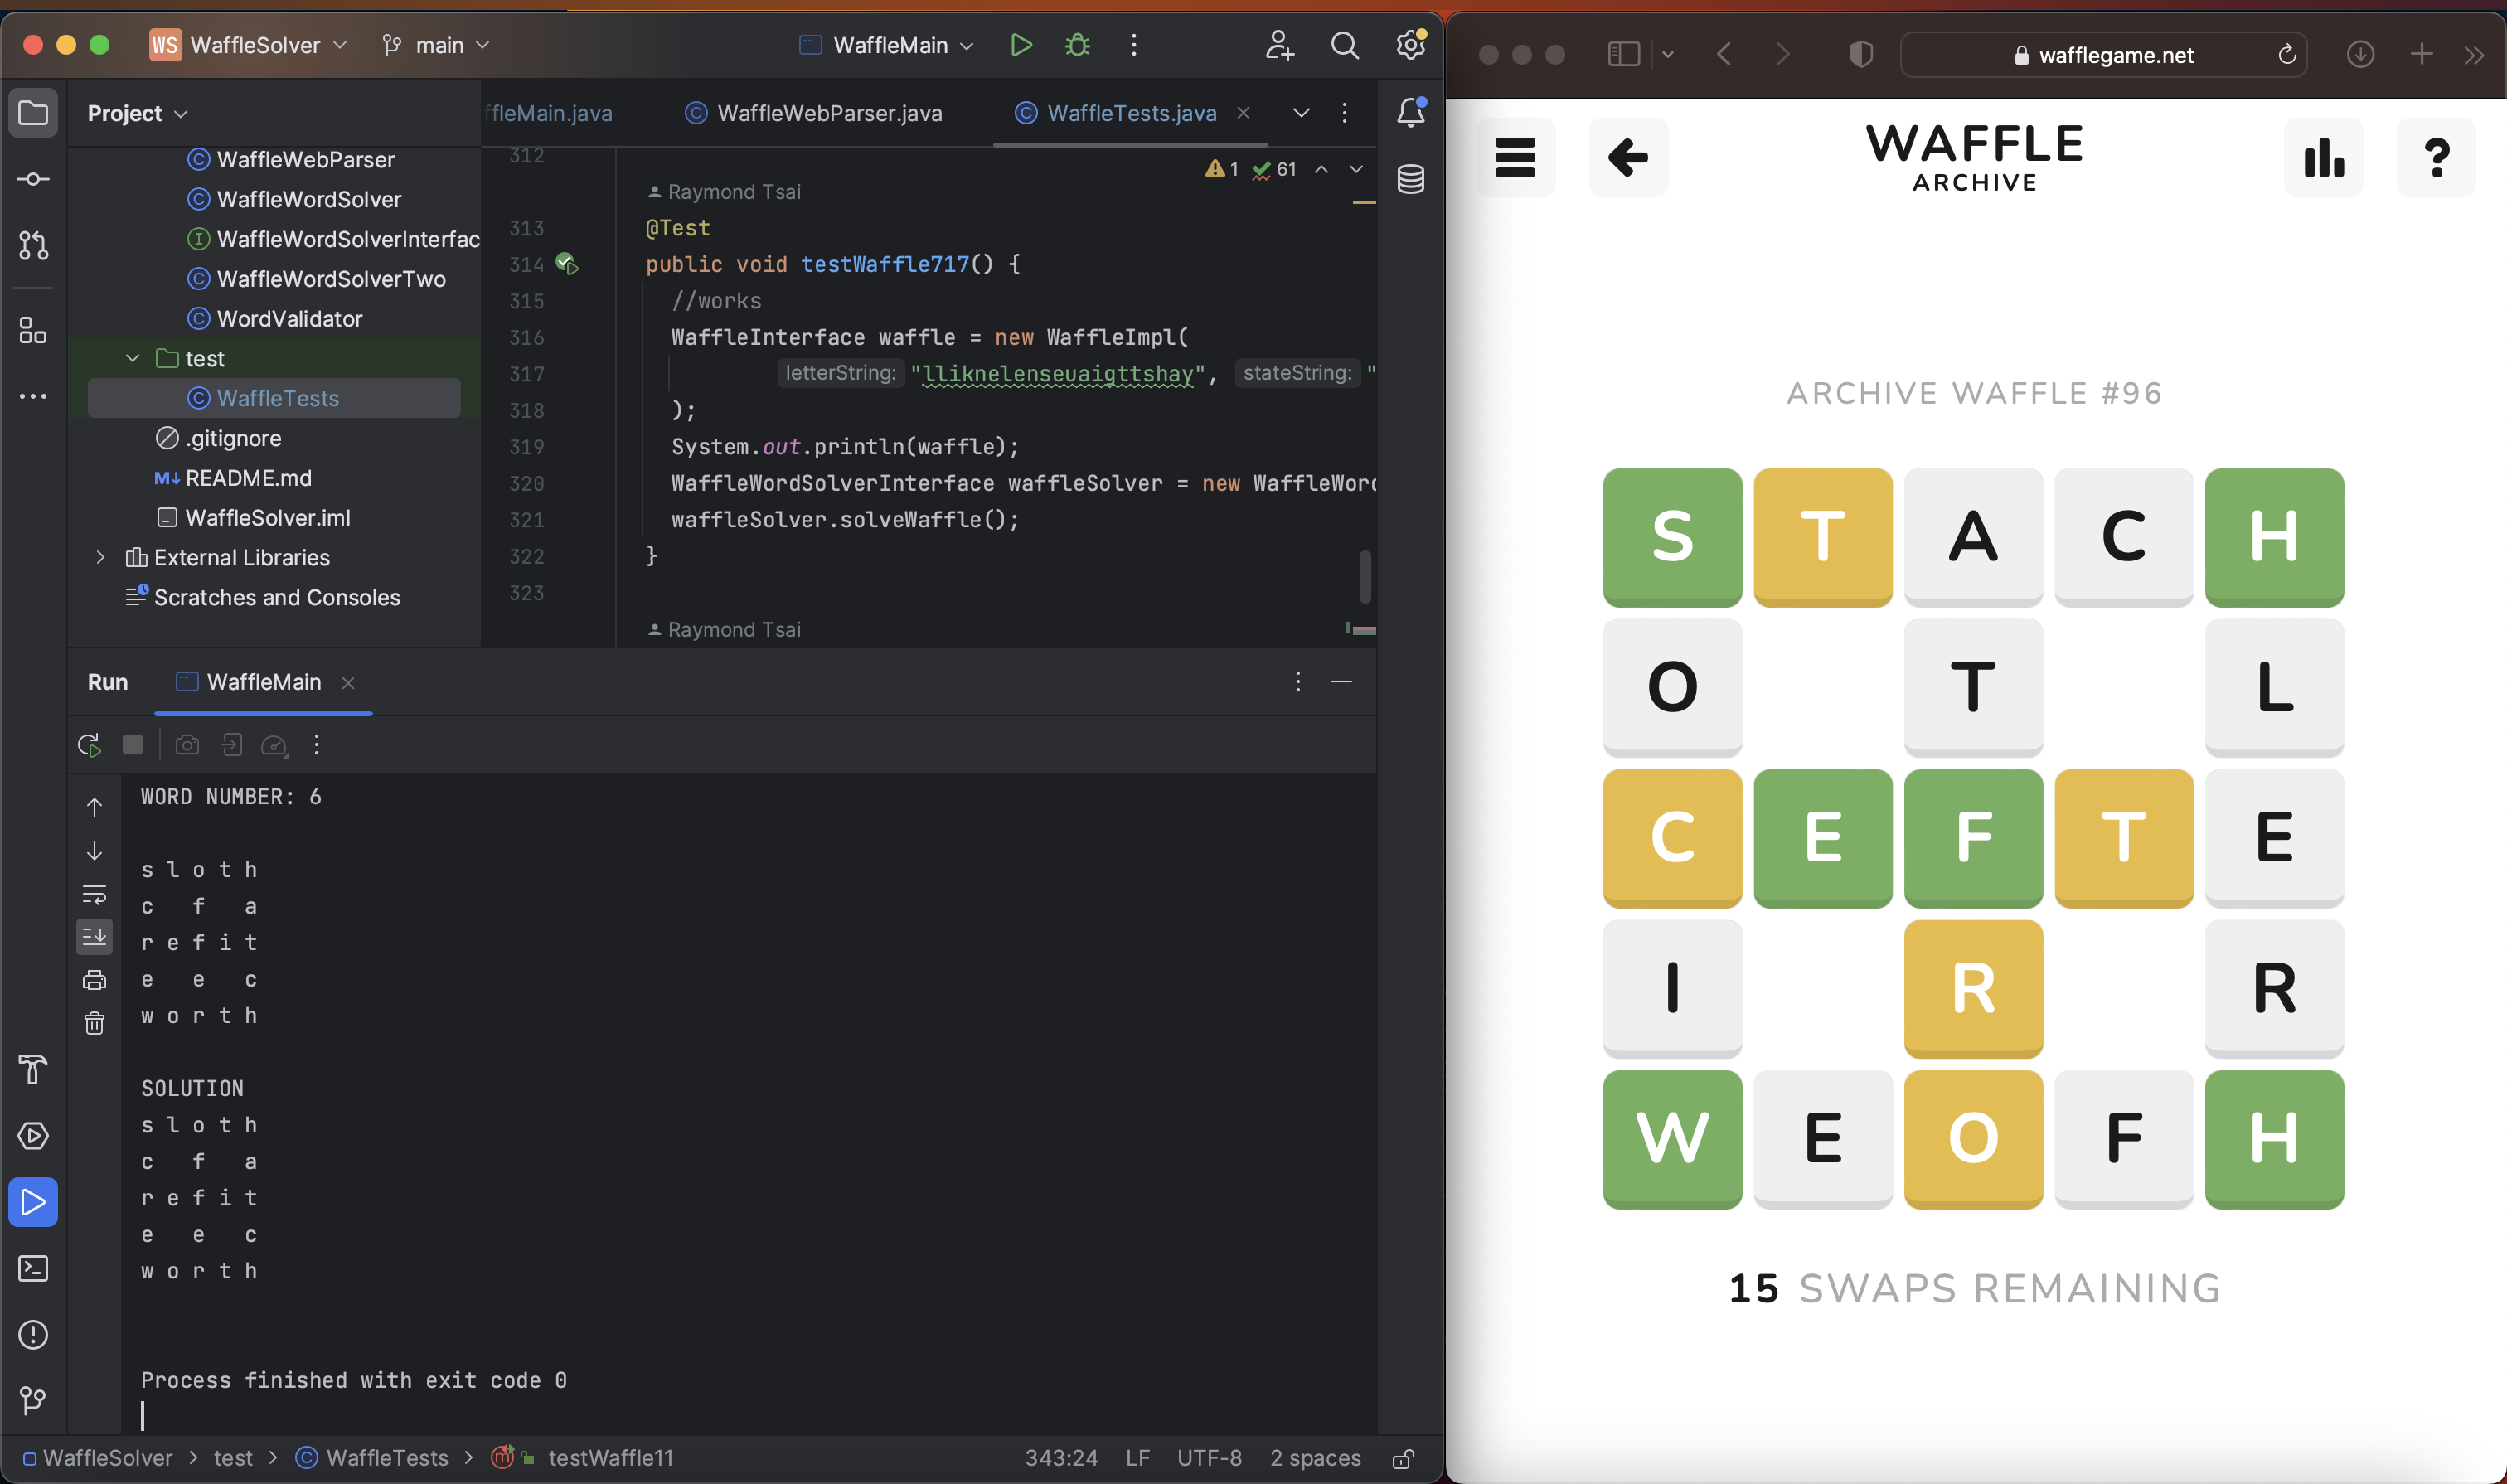 WS WaffleSolver main WaffleMain
Project
WaffleWebParser
WaffleWordSolver
WaffleWordSolverInterfac
WaffleWordSolverTwo
WordValidator
test
WaffleTests
.gitignore
README.md
WaffleSolver.iml
External Libraries
Scratches and Consoles
ffleMain.java WaffleWebParser.java WaffleTests.java
1 61
312
Raymond Tsai
313 @Test
314 public void testWaffle717() {
315 //works
316 WaffleInterface waffle = new WaffleImpl(
317 letterString: "lliknelenseuaigttshay", stateString: "
318 );
319 System.out.println(waffle);
320 WaffleWordSolverInterface waffleSolver = new WaffleWord
321 waffleSolver.solveWaffle();
322 }
323
Raymond Tsai
Run WaffleMain
WORD NUMBER: 6
s l o t h
c f a
r e f i t
e e c
w o r t h
SOLUTION
s l o t h
c f a
r e f i t
e e c
w o r t h
Process finished with exit code 0
WaffleSolver > test > WaffleTests > testWaffle11 343:24 LF UTF-8 2 spaces
wafflegame.net
WAFFLE
ARCHIVE
?
ARCHIVE WAFFLE #96
S T A C H
O T L
C E F T E
I R R
W E O F H
15 SWAPS REMAINING